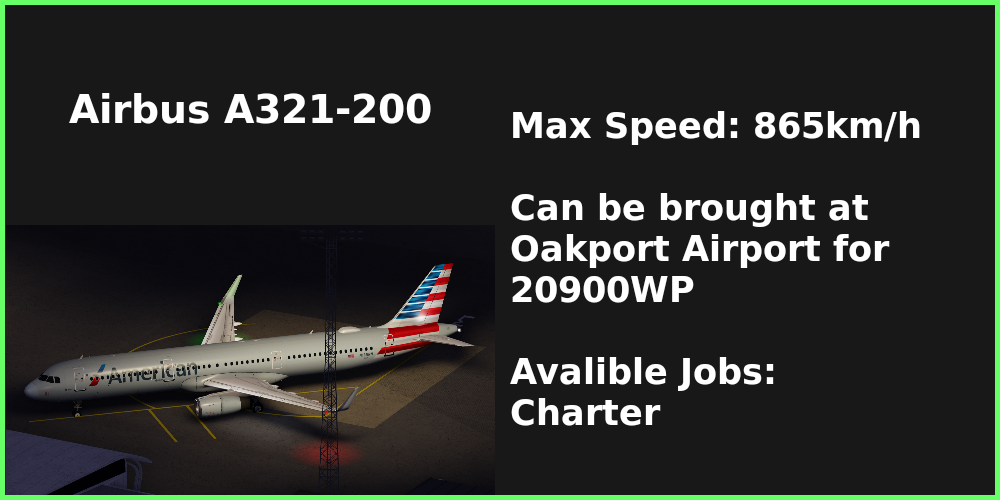 Airbus A321-200
Max Speed: 865km/h
Can be brought at
Oakport Airport for
20900WP
Avalible Jobs:
Charter
American